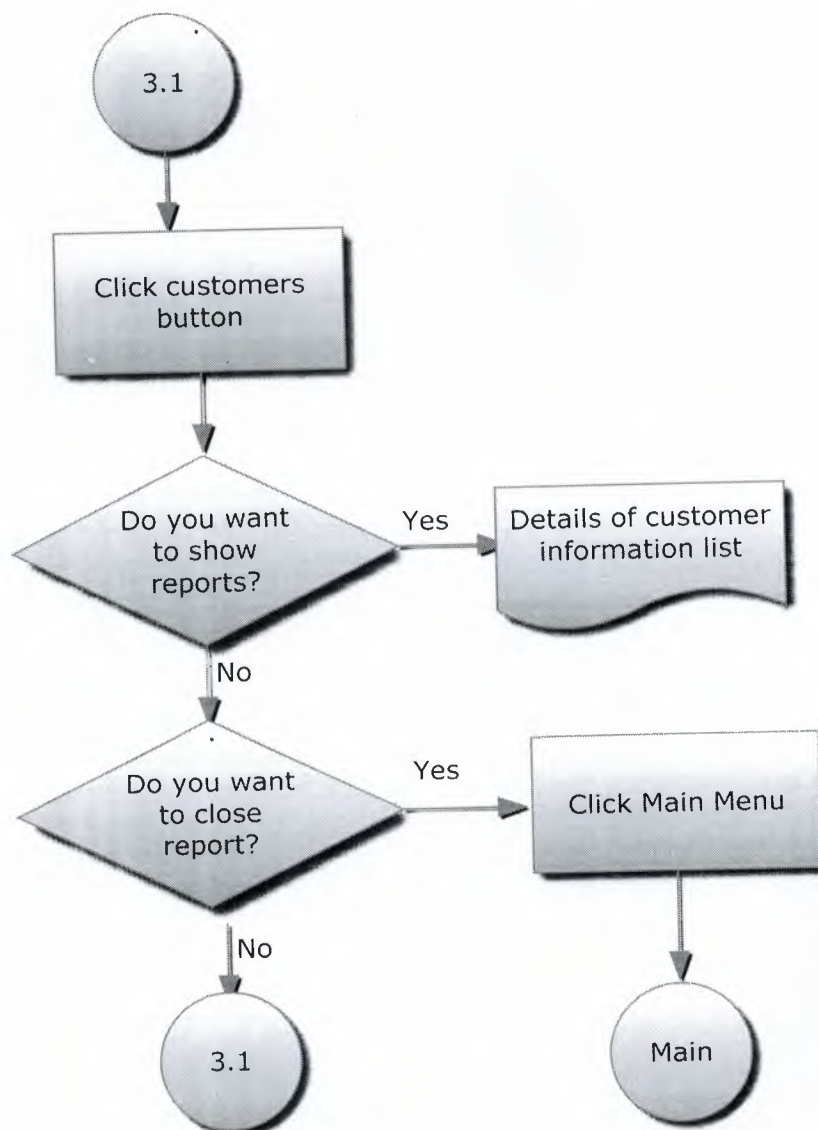 3.1
Click customers
button
Do you want
to show
reports?
Yes
Details of customer
information list
No
Do you want
to close
report?
Yes
Click Main Menu
No
3.1
Main